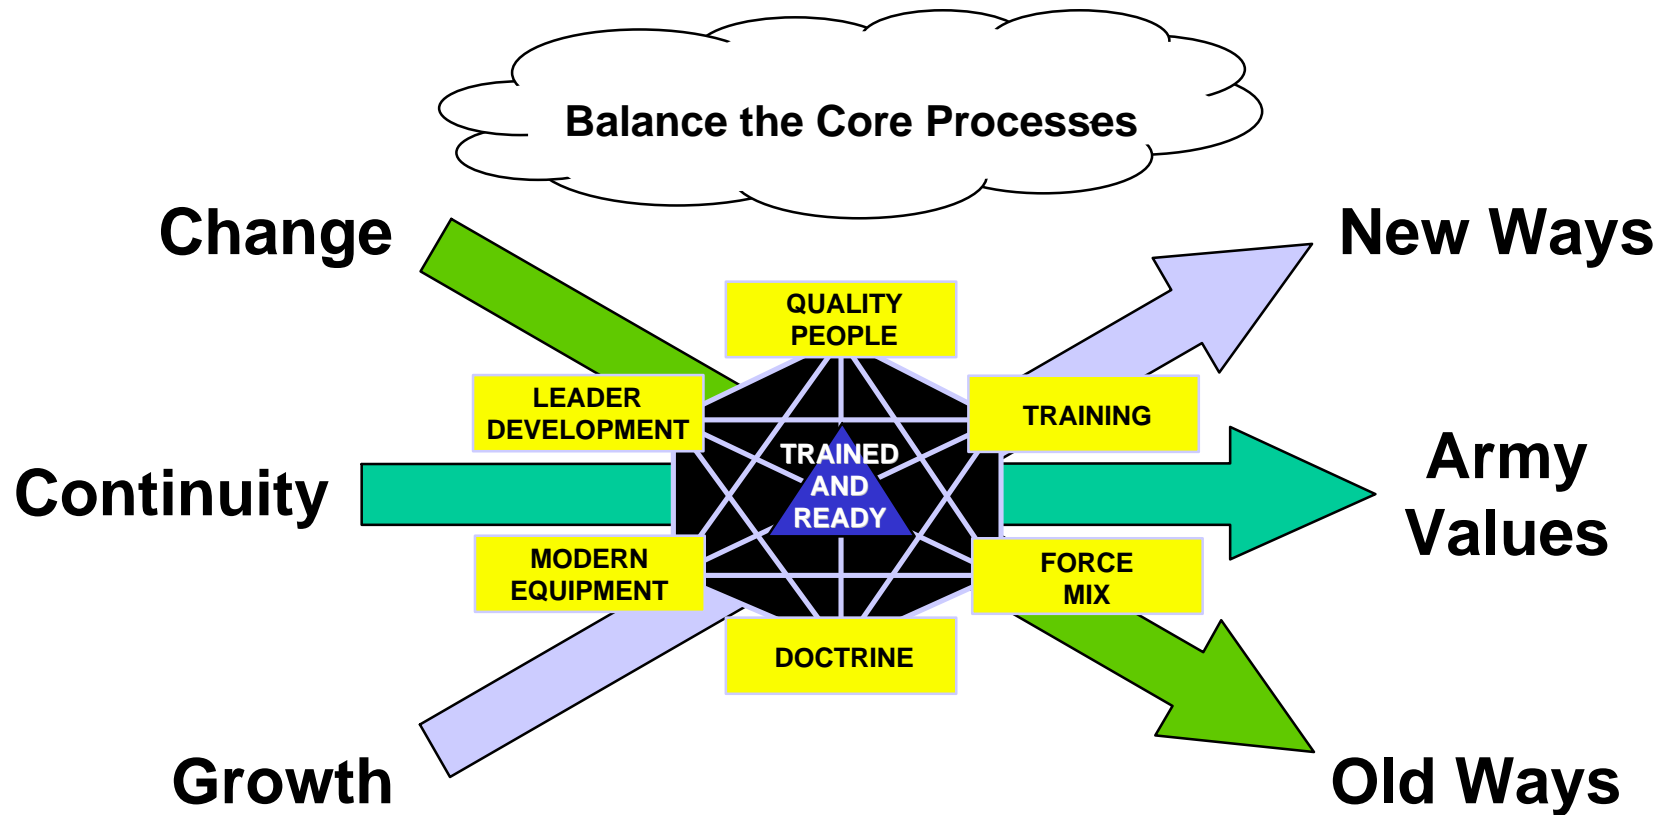 Balance the Core Processes
Change
New Ways
QUALITY
PEOPLE
LEADER
DEVELOPMENT
TRAINING
TRAINED
AND
READY
Continuity
Army
Values
MODERN
EQUIPMENT
FORCE
MIX
DOCTRINE
Growth
Old Ways